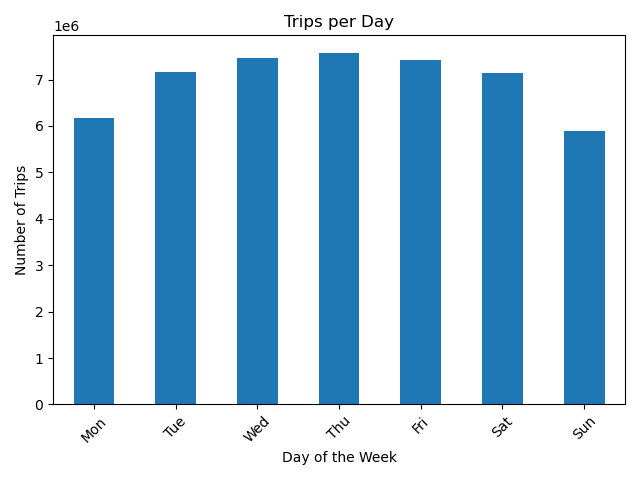 Trips per Day
1e6
7
6
5
4
3
2
1
0
Number of Trips
Mon Tue Wed Thu Fri Sat Sun
Day of the Week